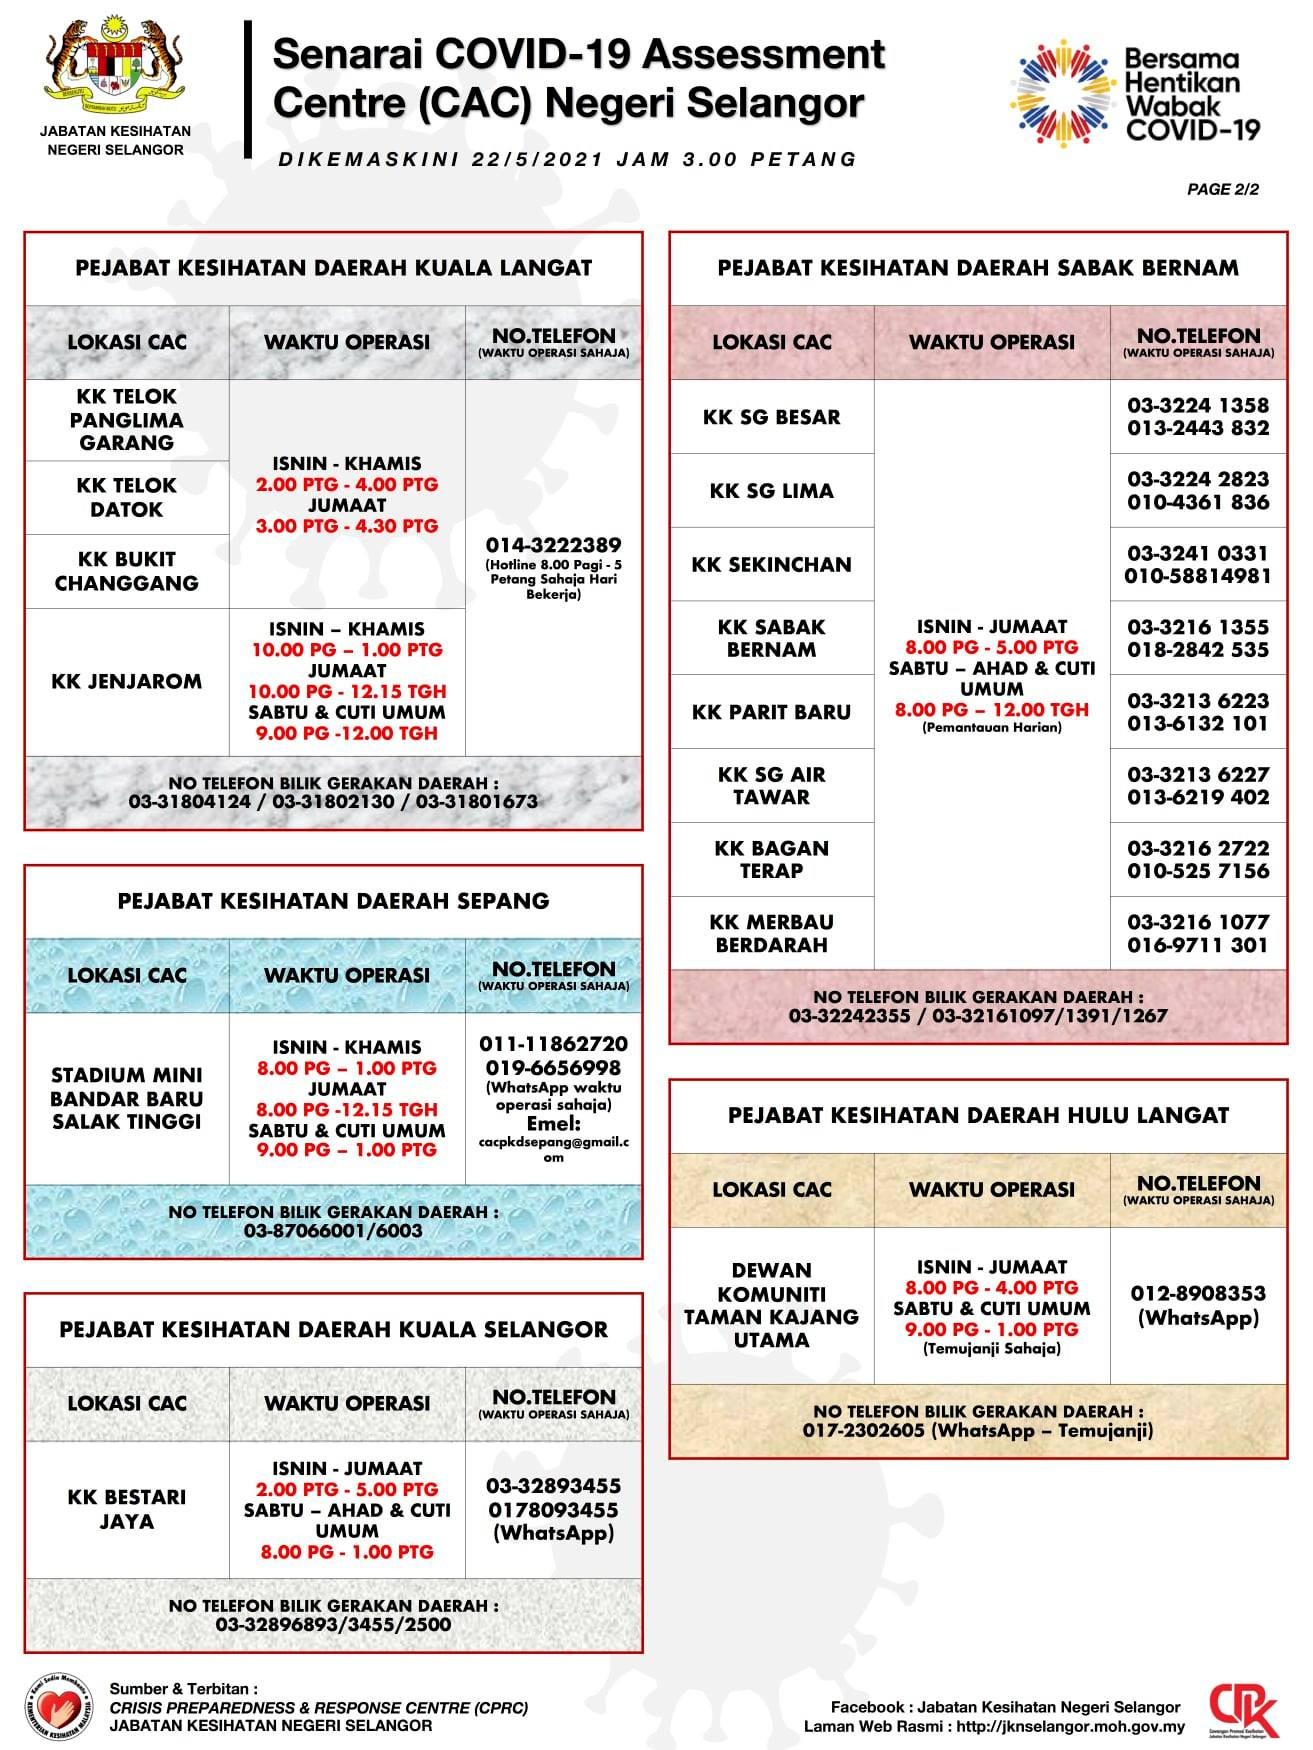 JABATAN KESIHATAN
NEGERI SELANGOR
Senarai COVID-19 Assessment
Centre (CAC) Negeri Selangor
DIKEMASKINI 22/5/2021 JAM 3.00 PETANG
Bersama
Hentikan
Wabak
COVID-19
PAGE 2/2
PEJABAT KESIHATAN DAERAH KUALA LANGAT
LOKASI CAC
WAKTU OPERASI
NO.TELEFON
(WAKTU OPERASI SAHAJA)
KK TELOK
PANGLIMA
GARANG
KK TELOK
DATOK
KK BUKIT
CHANGGANG
ISNIN - KHAMIS
2.00 PTG - 4.00 PTG
JUMAAT
3.00 PTG - 4.30 PTG
014-3222389
(Hotline 8.00 Pagi - 5
Petang Sahaja Hari
Bekerja)
KK JENJAROM
ISNIN – KHAMIS
10.00 PG – 1.00 PTG
JUMAAT
10.00 PG - 12.15 TGH
SABTU & CUTI UMUM
9.00 PG -12.00 TGH
NO TELEFON BILIK GERAKAN DAERAH :
03-31804124 / 03-31802130 / 03-31801673
PEJABAT KESIHATAN DAERAH SEPANG
LOKASI CAC
WAKTU OPERASI
NO.TELEFON
(WAKTU OPERASI SAHAJA)
STADIUM MINI
BANDAR BARU
SALAK TINGGI
ISNIN - KHAMIS
8.00 PG – 1.00 PTG
JUMAAT
8.00 PG -12.15 TGH
SABTU & CUTI UMUM
9.00 PG – 1.00 PTG
011-11862720
019-6656998
(WhatsApp waktu
operasi sahaja)
Emel:
cacpkdsepang@gmail.c
om
NO TELEFON BILIK GERAKAN DAERAH :
03-87066001/6003
PEJABAT KESIHATAN DAERAH KUALA SELANGOR
LOKASI CAC
WAKTU OPERASI
NO.TELEFON
(WAKTU OPERASI SAHAJA)
KK BESTARI
JAYA
ISNIN - JUMAAT
2.00 PTG - 5.00 PTG
SABTU – AHAD & CUTI
UMUM
8.00 PG - 1.00 PTG
03-32893455
0178093455
(WhatsApp)
NO TELEFON BILIK GERAKAN DAERAH :
03-32896893/3455/2500
PEJABAT KESIHATAN DAERAH SABAK BERNAM
LOKASI CAC
WAKTU OPERASI
NO.TELEFON
(WAKTU OPERASI SAHAJA)
KK SG BESAR
03-3224 1358
013-2443 832
KK SG LIMA
03-3224 2823
010-4361 836
KK SEKINCHAN
03-3241 0331
010-58814981
KK SABAK
BERNAM
03-3216 1355
018-2842 535
ISNIN - JUMAAT
8.00 PG - 5.00 PTG
SABTU – AHAD & CUTI
UMUM
8.00 PG – 12.00 TGH
(Pemantauan Harian)
KK PARIT BARU
03-3213 6223
013-6132 101
KK SG AIR
TAWAR
03-3213 6227
013-6219 402
KK BAGAN
TERAP
03-3216 2722
010-525 7156
KK MERBAU
BERDARAH
03-3216 1077
016-9711 301
NO TELEFON BILIK GERAKAN DAERAH :
03-32242355 / 03-32161097/1391/1267
PEJABAT KESIHATAN DAERAH HULU LANGAT
LOKASI CAC
WAKTU OPERASI
NO.TELEFON
(WAKTU OPERASI SAHAJA)
DEWAN
KOMUNITI
TAMAN KAJANG
UTAMA
ISNIN - JUMAAT
8.00 PG - 4.00 PTG
SABTU & CUTI UMUM
9.00 PG - 1.00 PTG
(Temujanji Sahaja)
012-8908353
(WhatsApp)
NO TELEFON BILIK GERAKAN DAERAH :
017-2302605 (WhatsApp – Temujanji)
Kami Sedia Membantu
KEMENTERIAN KESIHATAN MALAYSIA
Sumber & Terbitan :
CRISIS PREPAREDNESS & RESPONSE CENTRE (CPRC)
JABATAN KESIHATAN NEGERI SELANGOR
Facebook : Jabatan Kesihatan Negeri Selangor
Laman Web Rasmi : http://jknselangor.moh.gov.my
CPK
Cawangan Promosi Kesihatan
Jabatan Kesihatan Negeri Selangor